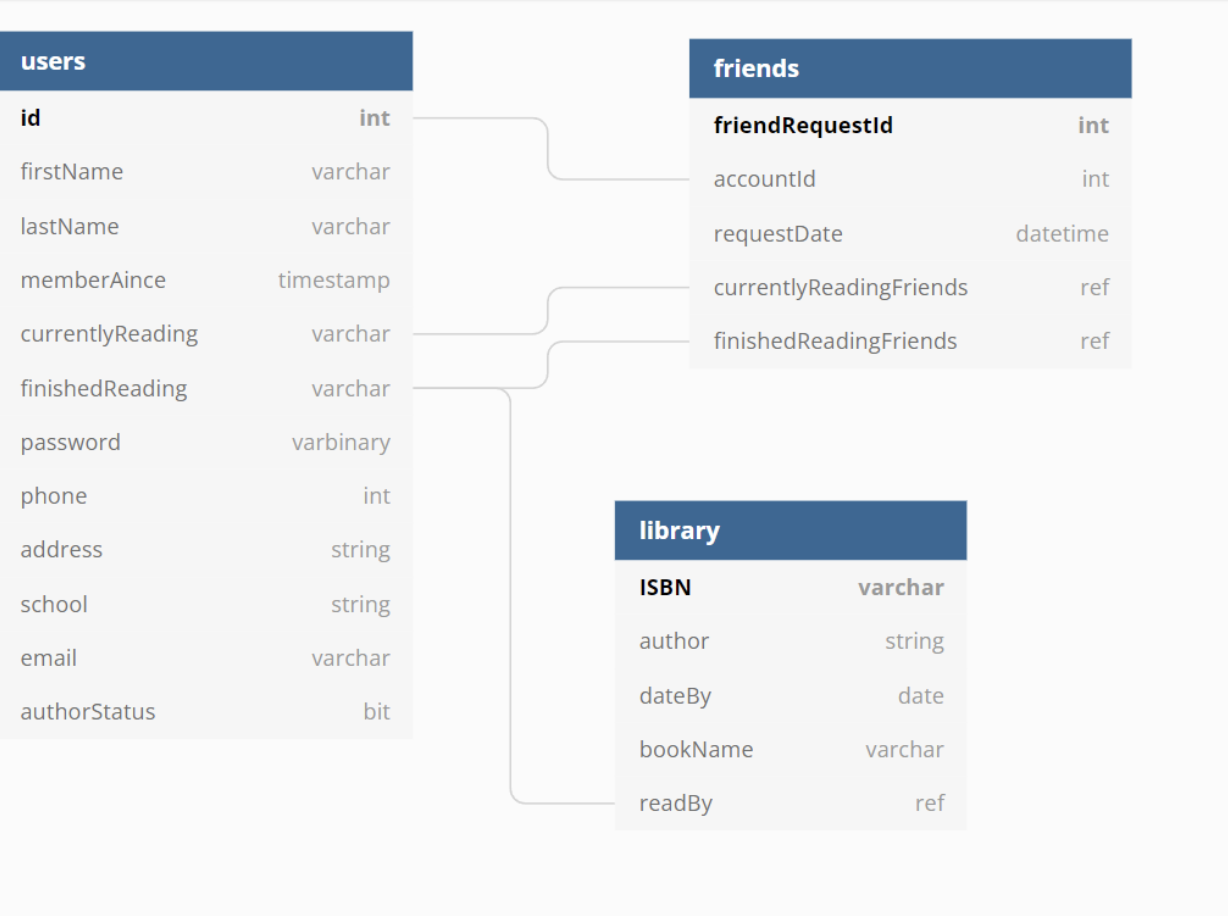 users
id int
firstName varchar
lastName varchar
memberAince timestamp
currentlyReading varchar
finishedReading varchar
password varbinary
phone int
address string
school string
email varchar
authorStatus bit
friends
friendRequestId int
accountId int
requestDate datetime
currentlyReadingFriends ref
finishedReadingFriends ref
library
ISBN varchar
author string
dateBy date
bookName varchar
readBy ref